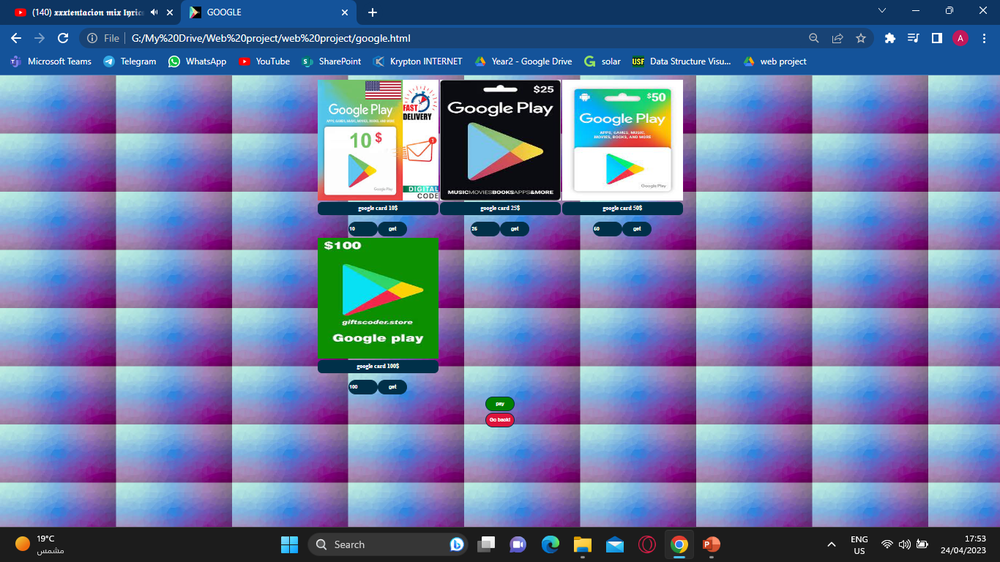 (140) 𝖝𝖝𝖝𝖙𝖊𝖓𝖙𝖆𝖈𝖎𝖔𝖓 𝖒𝖎𝖝 𝖑𝖞𝖗𝖎𝖈
GOOGLE
File
G:/My%20Drive/Web%20project/web%20project/google.html
A
Microsoft Teams
Telegram
WhatsApp
YouTube
SharePoint
Krypton INTERNET
Year2 - Google Drive
solar
USF
Data Structure Visu...
web project
Google Play
APPS, GAMES, MUSIC, MOVIES, BOOKS, AND MORE
10 $
Google Play
FAST
DELIVERY
1
DIGITAL
CODE
$25
Google Play
MUSICMOVIESBOOKSAPPS&MORE
$50
Google Play
APPS, GAMES, MUSIC,
MOVIES, BOOKS, AND MORE
Google Play
google card 10$
google card 25$
google card 50$
10
get
25
get
50
get
$100
giftscoder.store
Google play
google card 100$
100
get
pay
Go back!
19°C
مشمس
Search
ENG
US
17:53
24/04/2023